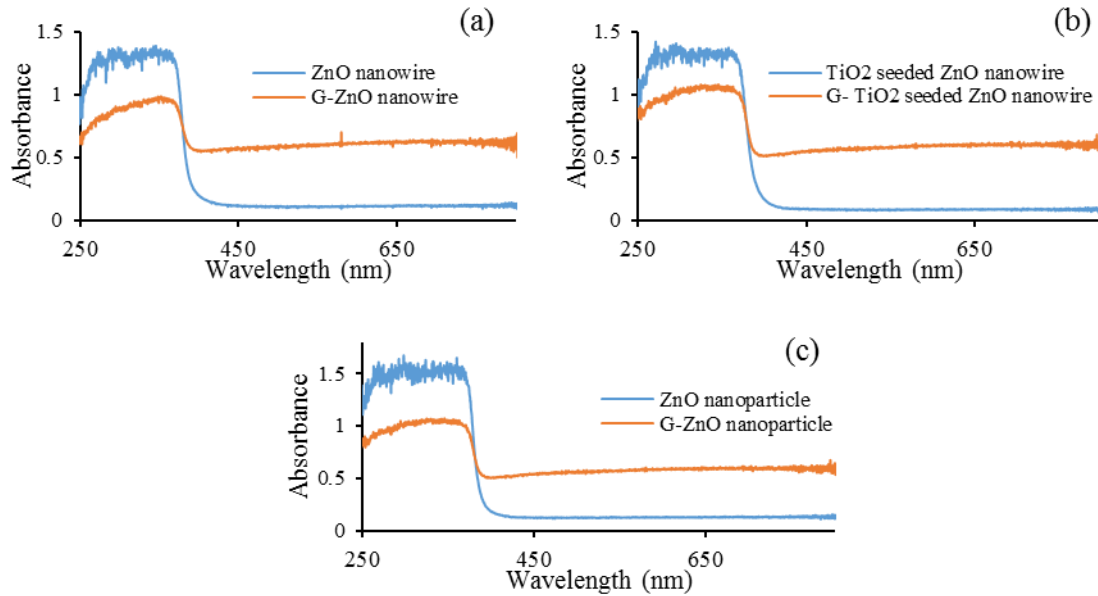 (a)
1.5
1
0.5
0
Absorbance
ZnO nanowire
G-ZnO nanowire
250
450
650
Wavelength (nm)
(b)
1.5
1
0.5
0
Absorbance
TiO2 seeded ZnO nanowire
G- TiO2 seeded ZnO nanowire
250
450
650
Wavelength (nm)
(c)
1.5
1
0.5
0
Absorbance
ZnO nanoparticle
G-ZnO nanoparticle
250
450
650
Wavelength (nm)